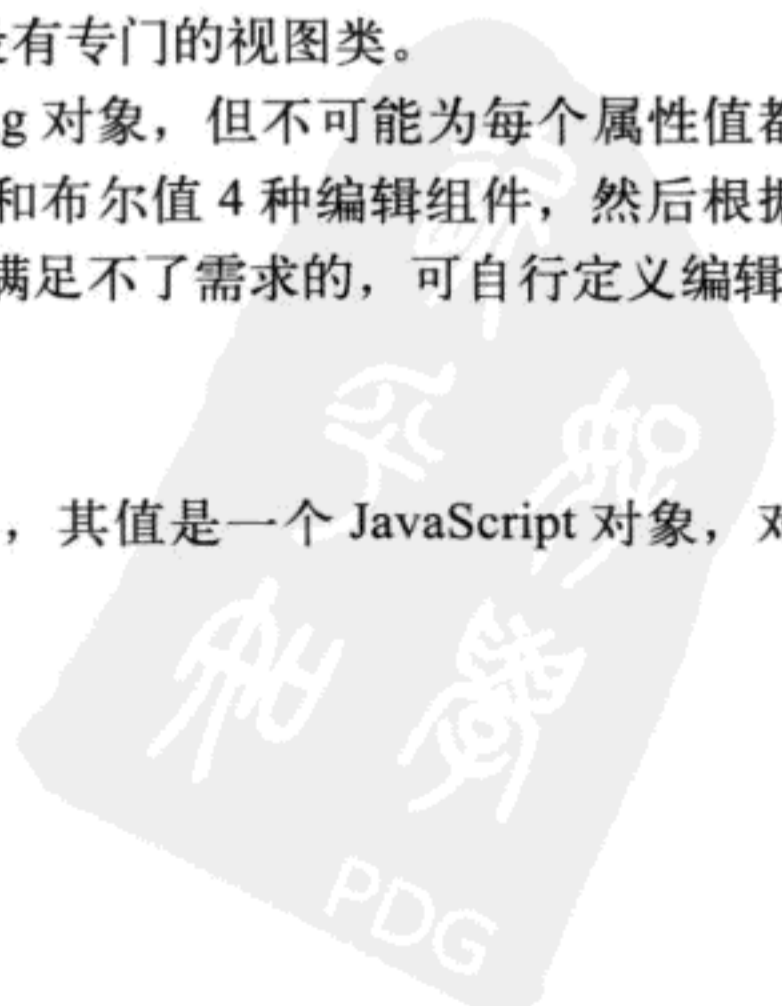 有专门的视图类。
g 对象，但不可能为每个属性值都
和布尔值 4 种编辑组件，然后根据
满足不了需求的，可自行定义编辑
，其值是一个 JavaScript 对象，对
PDG